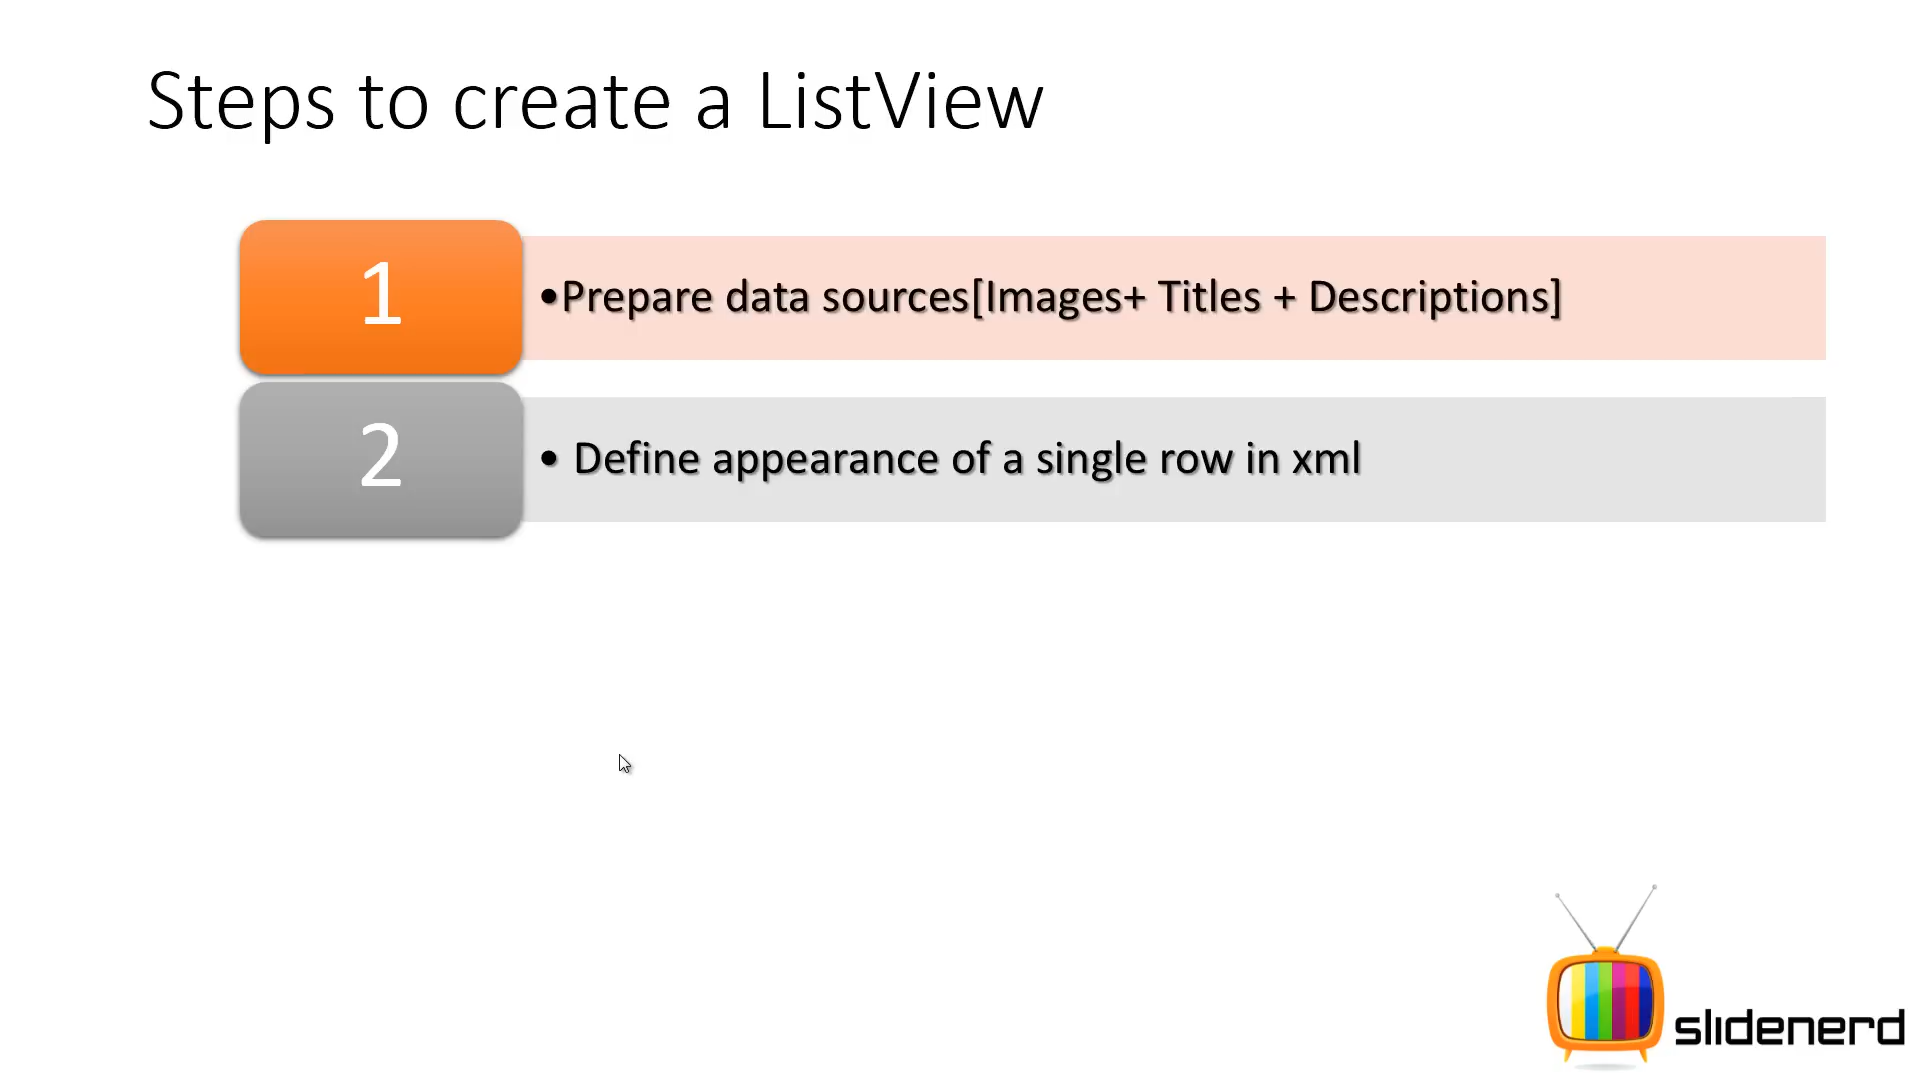 Steps to create a ListView
1
•Prepare data sources[Images+ Titles + Descriptions]
2
• Define appearance of a single row in xml
slidenerd